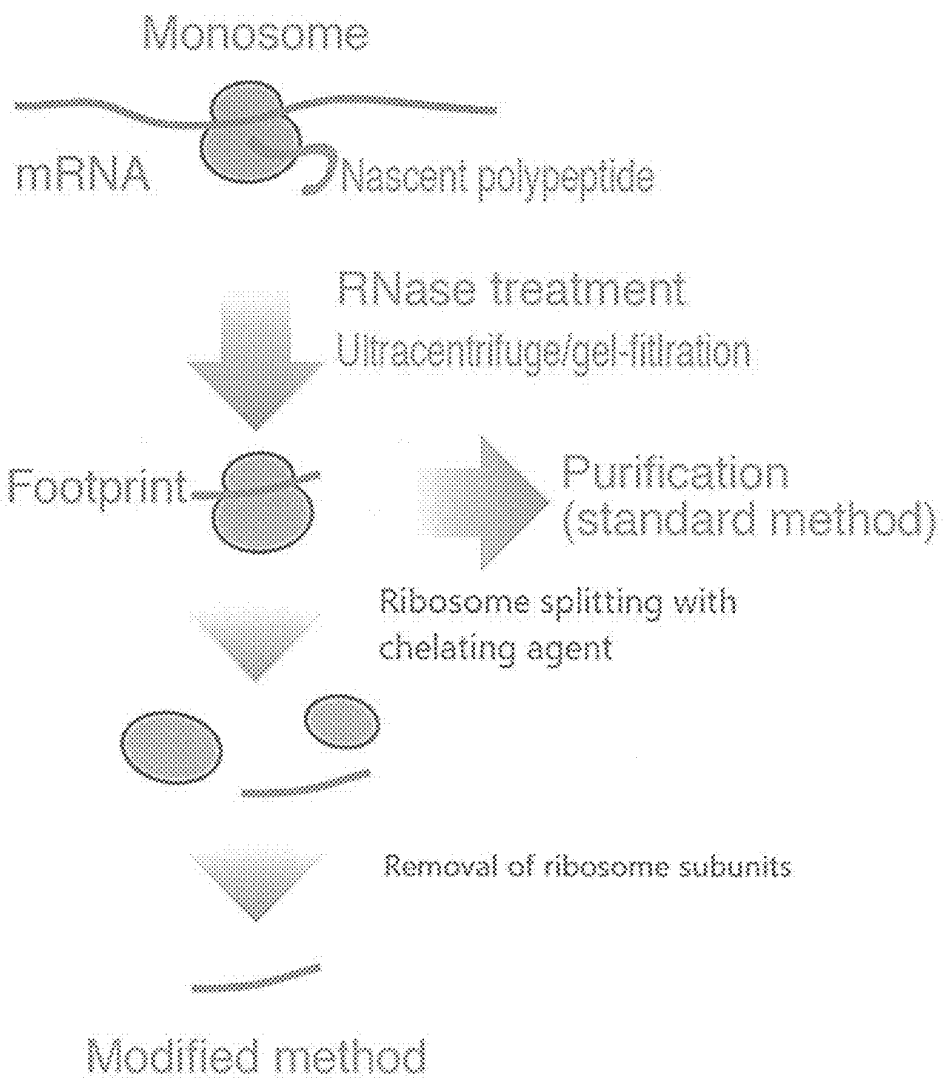 Monosome
mRNA
Nascent polypeptide
RNase treatment
Ultracentrifuge/gel-fitlration
Footprint
Purification
(standard method)
Ribosome splitting with
chelating agent
Removal of ribosome subunits
Modified method